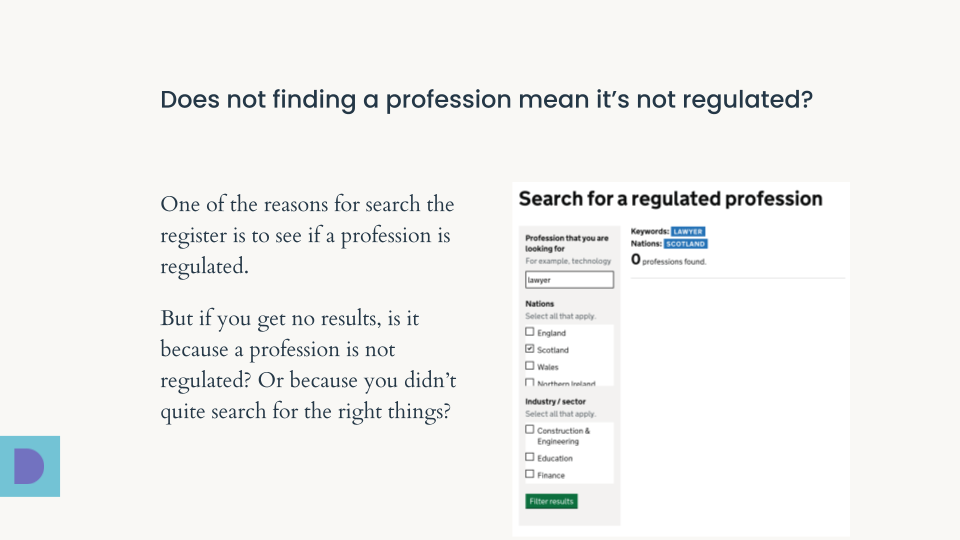 Does not finding a profession mean it's not regulated?
One of the reasons for search the
register is to see if a profession is
regulated.
But if you get no results, is it
because a profession is not
regulated? Or because you didn't
quite search for the right things?
Search for a regulated profession
Profession that you are
looking for
For example, technology
lawyer
Nations
Select all that apply.
England
Scotland
Wales
Northern Ireland
Industry / sector
Select all that apply.
Construction &
Engineering
Education
Finance
Filter results
Keywords: LAWYER
Nations: SCOTLAND
0 professions found.